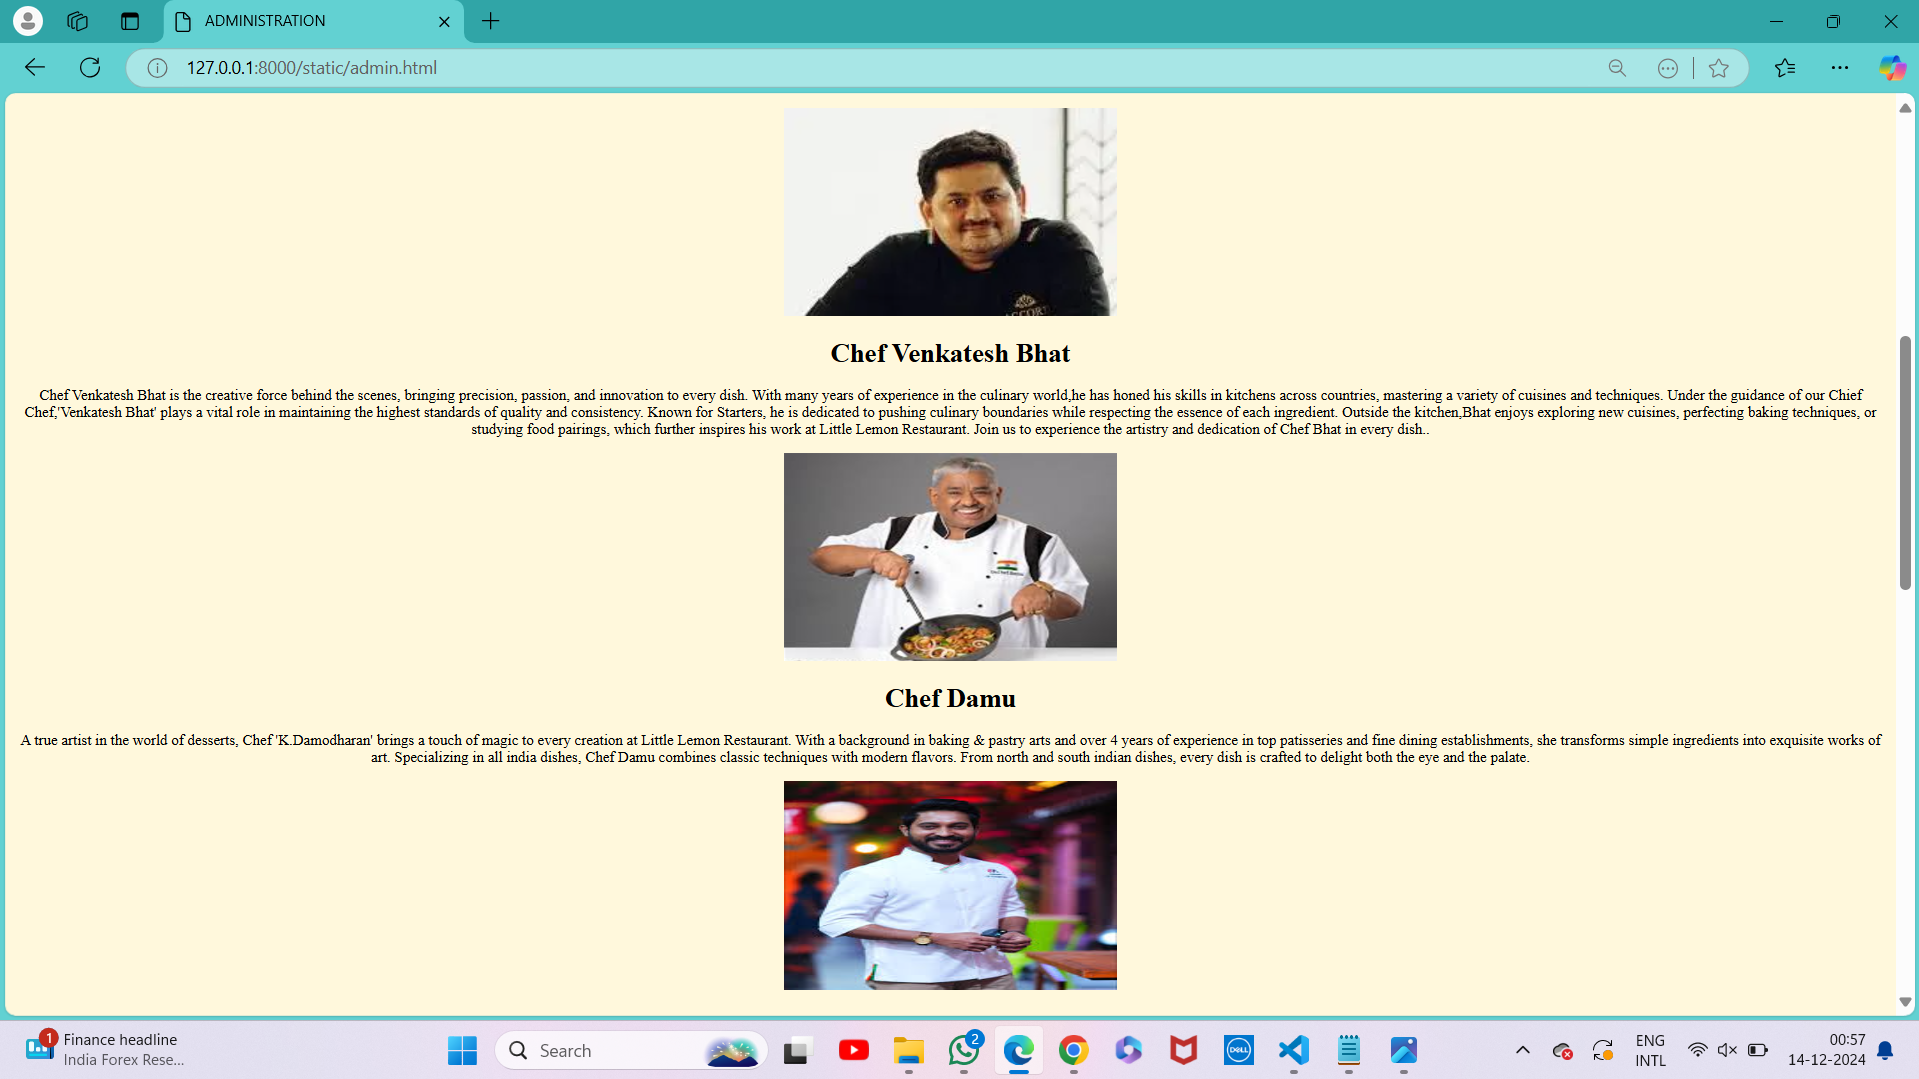 ADMINISTRATION
127.0.0.1:8000/static/admin.html
ACCOR
Chef Venkatesh Bhat
Chef Venkatesh Bhat is the creative force behind the scenes, bringing precision, passion, and innovation to every dish. With many years of experience in the culinary world,he has honed his skills in kitchens across countries, mastering a variety of cuisines and techniques. Under the guidance of our Chief
Chef,'Venkatesh Bhat' plays a vital role in maintaining the highest standards of quality and consistency. Known for Starters, he is dedicated to pushing culinary boundaries while respecting the essence of each ingredient. Outside the kitchen,Bhat enjoys exploring new cuisines, perfecting baking techniques, or
studying food pairings, which further inspires his work at Little Lemon Restaurant. Join us to experience the artistry and dedication of Chef Bhat in every dish..
Chef Damu
A true artist in the world of desserts, Chef 'K.Damodharan' brings a touch of magic to every creation at Little Lemon Restaurant. With a background in baking & pastry arts and over 4 years of experience in top patisseries and fine dining establishments, she transforms simple ingredients into exquisite works of
art. Specializing in all india dishes, Chef Damu combines classic techniques with modern flavors. From north and south indian dishes, every dish is crafted to delight both the eye and the palate.
1
Finance headline
India Forex Rese...
Search
2
DELL
ENG
INTL
00:57
14-12-2024